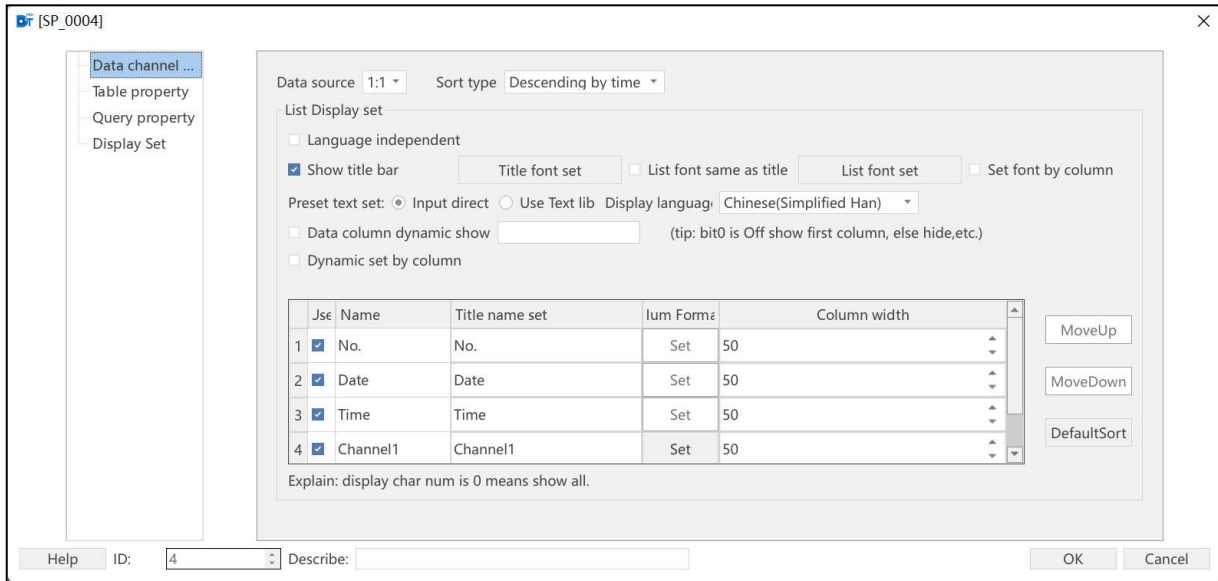 DT [SP_0004]
Data channel ...
Table property
Query property
Display Set
Data source 1:1 Sort type Descending by time
List Display set
Language independent
Show title bar Title font set List font same as title List font set Set font by column
Preset text set: Input direct Use Text lib Display languag Chinese(Simplified Han)
Data column dynamic show (tip: bit0 is Off show first column, else hide,etc.)
Dynamic set by column
Jse Name Title name set lum Forma Column width
1 No. No. Set 50
2 Date Date Set 50
3 Time Time Set 50
4 Channel1 Channel1 Set 50
MoveUp
MoveDown
DefaultSort
Explain: display char num is 0 means show all.
Help ID: 4 Describe: OK Cancel